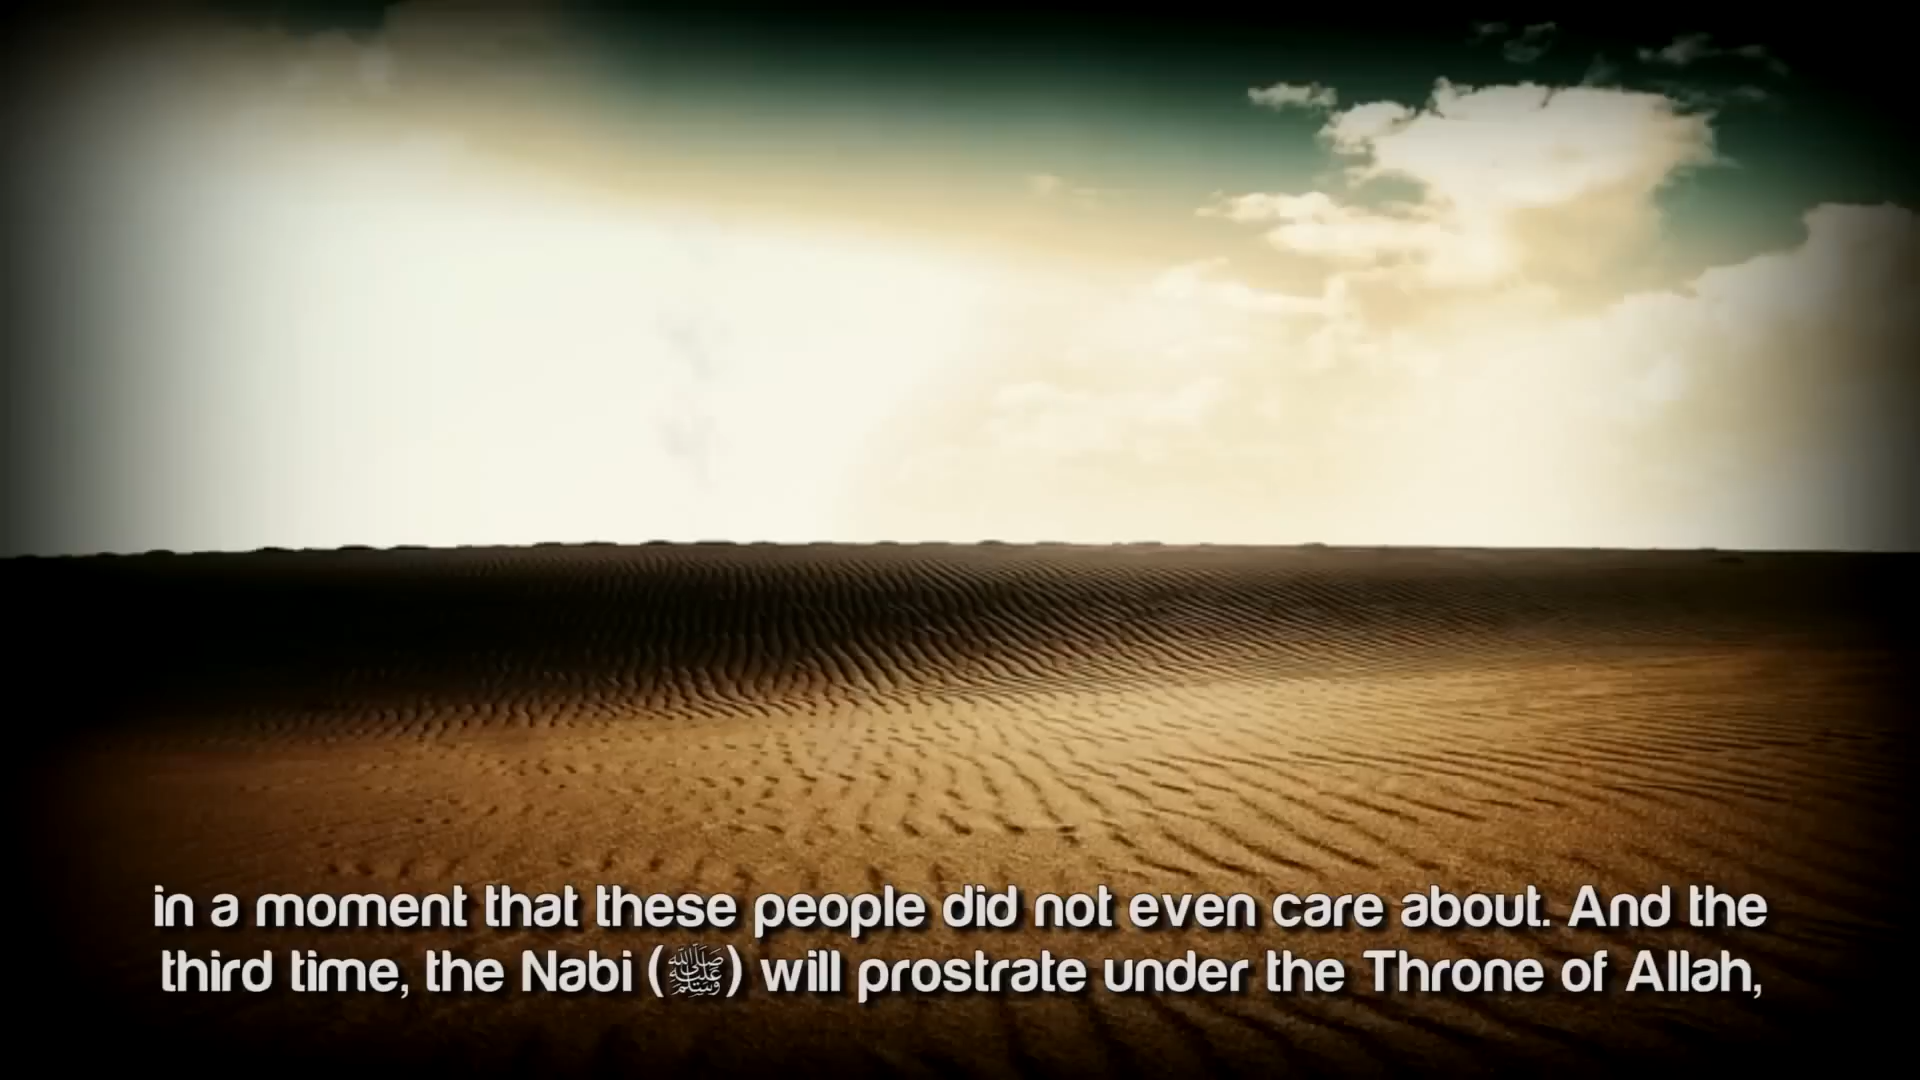 in a moment that these people did not even care about. And the
third time, the Nabi (ﷺ) will prostrate under the Throne of Allah,